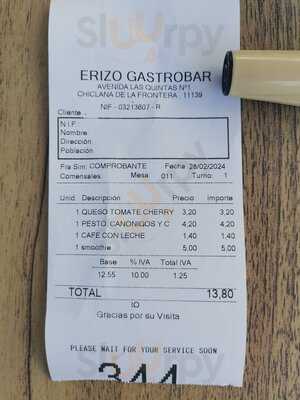 ERIZO GASTROBAR
AVENIDA LAS QUINTAS Nº1
CHICLANA DE LA FRONTERA 11139
NIF - 03213607 - R
Cliente
N.I.F
Nombre
Dirección
Población
Fra Sim: COMPROBANTE Fecha 28/02/2024
Comensales: Mesa 011 Turno: 1
Unid. Descripción Precio Importe
1 QUESO TOMATE CHERRY 3,20 3,20
1 PESTO, CANONIGOS Y C 4,20 4,20
1 CAFE CON LECHE 1,40 1,40
1 smoothie 5,00 5,00
Base % IVA Total IVA
12.55 10.00 1.25
TOTAL 13,80
IO
Gracias por su Visita
PLEASE WAIT FOR YOUR SERVICE SOON
344
Sluurpy